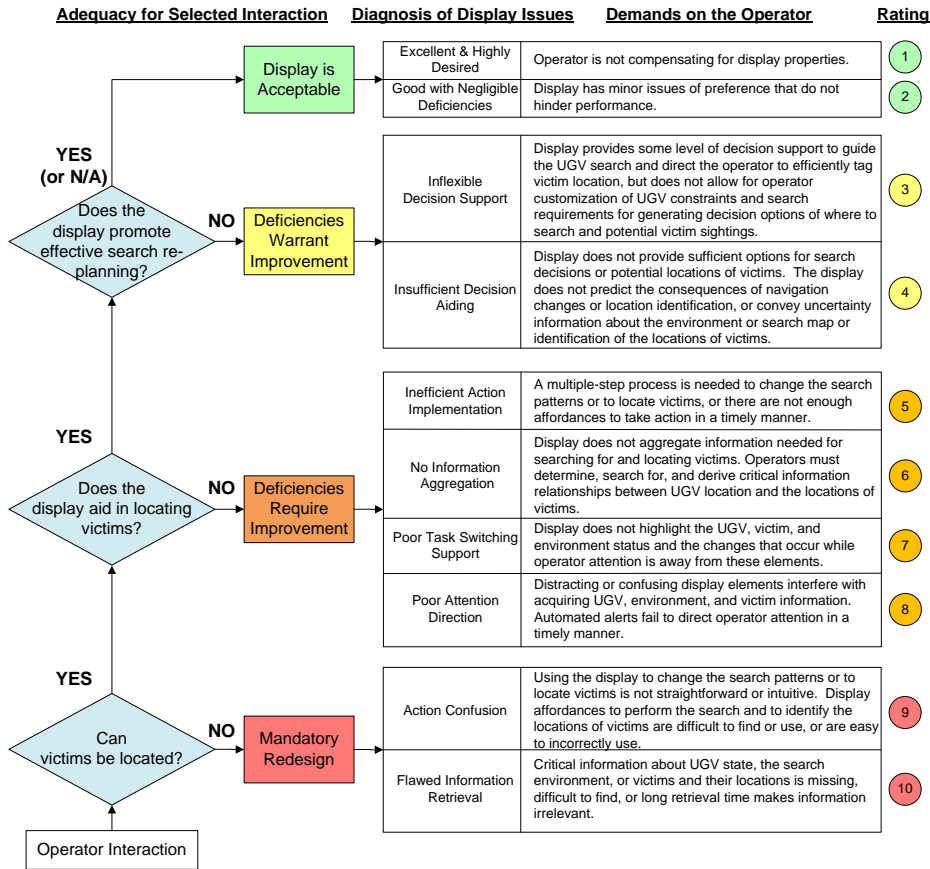 Adequacy for Selected Interaction
Diagnosis of Display Issues
Demands on the Operator
Rating
Display is
Acceptable
Excellent & Highly
Desired
Operator is not compensating for display properties.
1
Good with Negligible
Deficiencies
Display has minor issues of preference that do not
hinder performance.
2
YES
(or N/A)
Does the
display promote
effective search re-
planning?
NO
Deficiencies
Warrant
Improvement
Inflexible
Decision Support
Display provides some level of decision support to guide
the UGV search and direct the operator to efficiently tag
victim location, but does not allow for operator
customization of UGV constraints and search
requirements for generating decision options of where to
search and potential victim sightings.
3
Insufficient Decision
Aiding
Display does not provide sufficient options for search
decisions or potential locations of victims. The display
does not predict the consequences of navigation
changes or location identification, or convey uncertainty
information about the environment or search map or
identification of the locations of victims.
4
YES
Does the
display aid in locating
victims?
NO
Deficiencies
Require
Improvement
Inefficient Action
Implementation
A multiple-step process is needed to change the search
patterns or to locate victims, or there are not enough
affordances to take action in a timely manner.
5
No Information
Aggregation
Display does not aggregate information needed for
searching for and locating victims. Operators must
determine, search for, and derive critical information
relationships between UGV location and the locations of
victims.
6
Poor Task Switching
Support
Display does not highlight the UGV, victim, and
environment status and the changes that occur while
operator attention is away from these elements.
7
Poor Attention
Direction
Distracting or confusing display elements interfere with
acquiring UGV, environment, and victim information.
Automated alerts fail to direct operator attention in a
timely manner.
8
YES
Can
victims be located?
NO
Mandatory
Redesign
Action Confusion
Using the display to change the search patterns or to
locate victims is not straightforward or intuitive. Display
affordances to perform the search and to identify the
locations of victims are difficult to find or use, or are easy
to incorrectly use.
9
Flawed Information
Retrieval
Critical information about UGV state, the search
environment, or victims and their locations is missing,
difficult to find, or long retrieval time makes information
irrelevant.
10
Operator Interaction